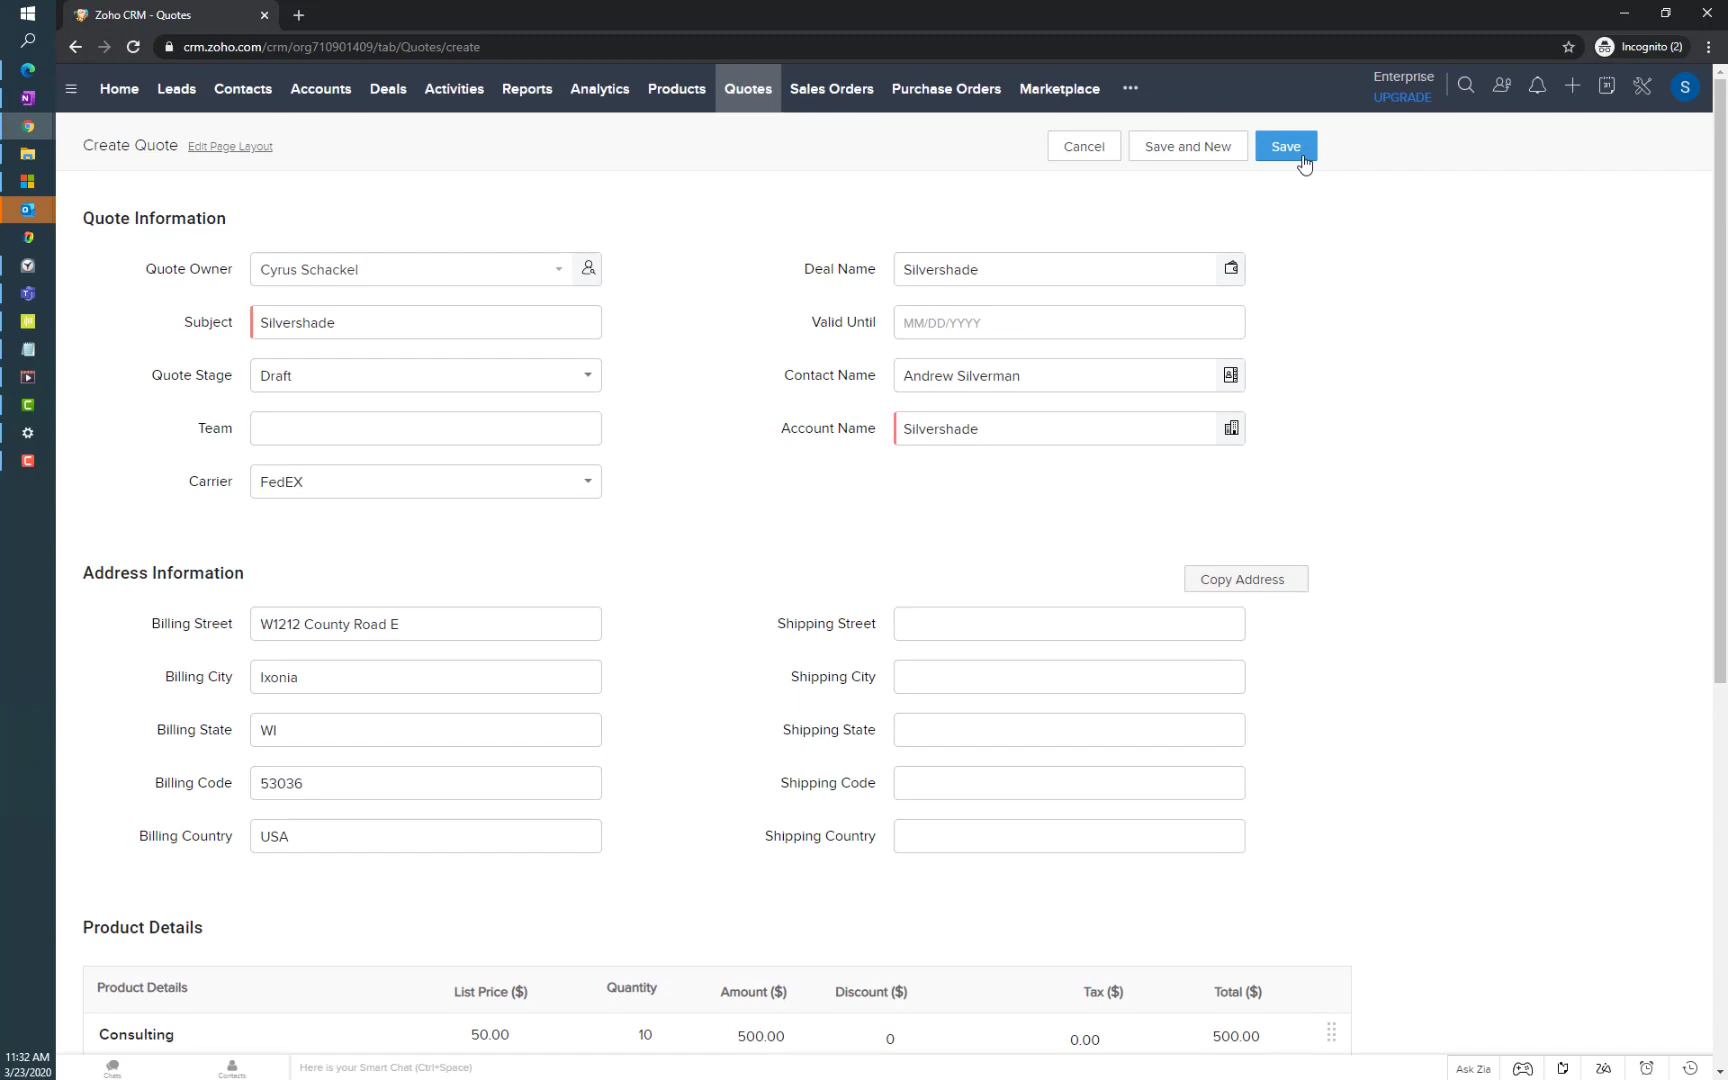 Zoho CRM - Quotes
crm.zoho.com/crm/org710901409/tab/Quotes/create
Incognito (2)
Home Leads Contacts Accounts Deals Activities Reports Analytics Products Quotes Sales Orders Purchase Orders Marketplace •••
Enterprise
UPGRADE
S
Create Quote Edit Page Layout
Cancel Save and New Save
Quote Information
Quote Owner Cyrus Schackel Deal Name Silvershade
Subject Silvershade Valid Until MM/DD/YYYY
Quote Stage Draft Contact Name Andrew Silverman
Team Account Name Silvershade
Carrier FedEX
Address Information Copy Address
Billing Street W1212 County Road E Shipping Street
Billing City Ixonia Shipping City
Billing State WI Shipping State
Billing Code 53036 Shipping Code
Billing Country USA Shipping Country
Product Details
Product Details List Price ($) Quantity Amount ($) Discount ($) Tax ($) Total ($)
Consulting 50.00 10 500.00 0 0.00 500.00
11:32 AM
3/23/2020
Chats Contacts Here is your Smart Chat (Ctrl+Space) Ask Zia